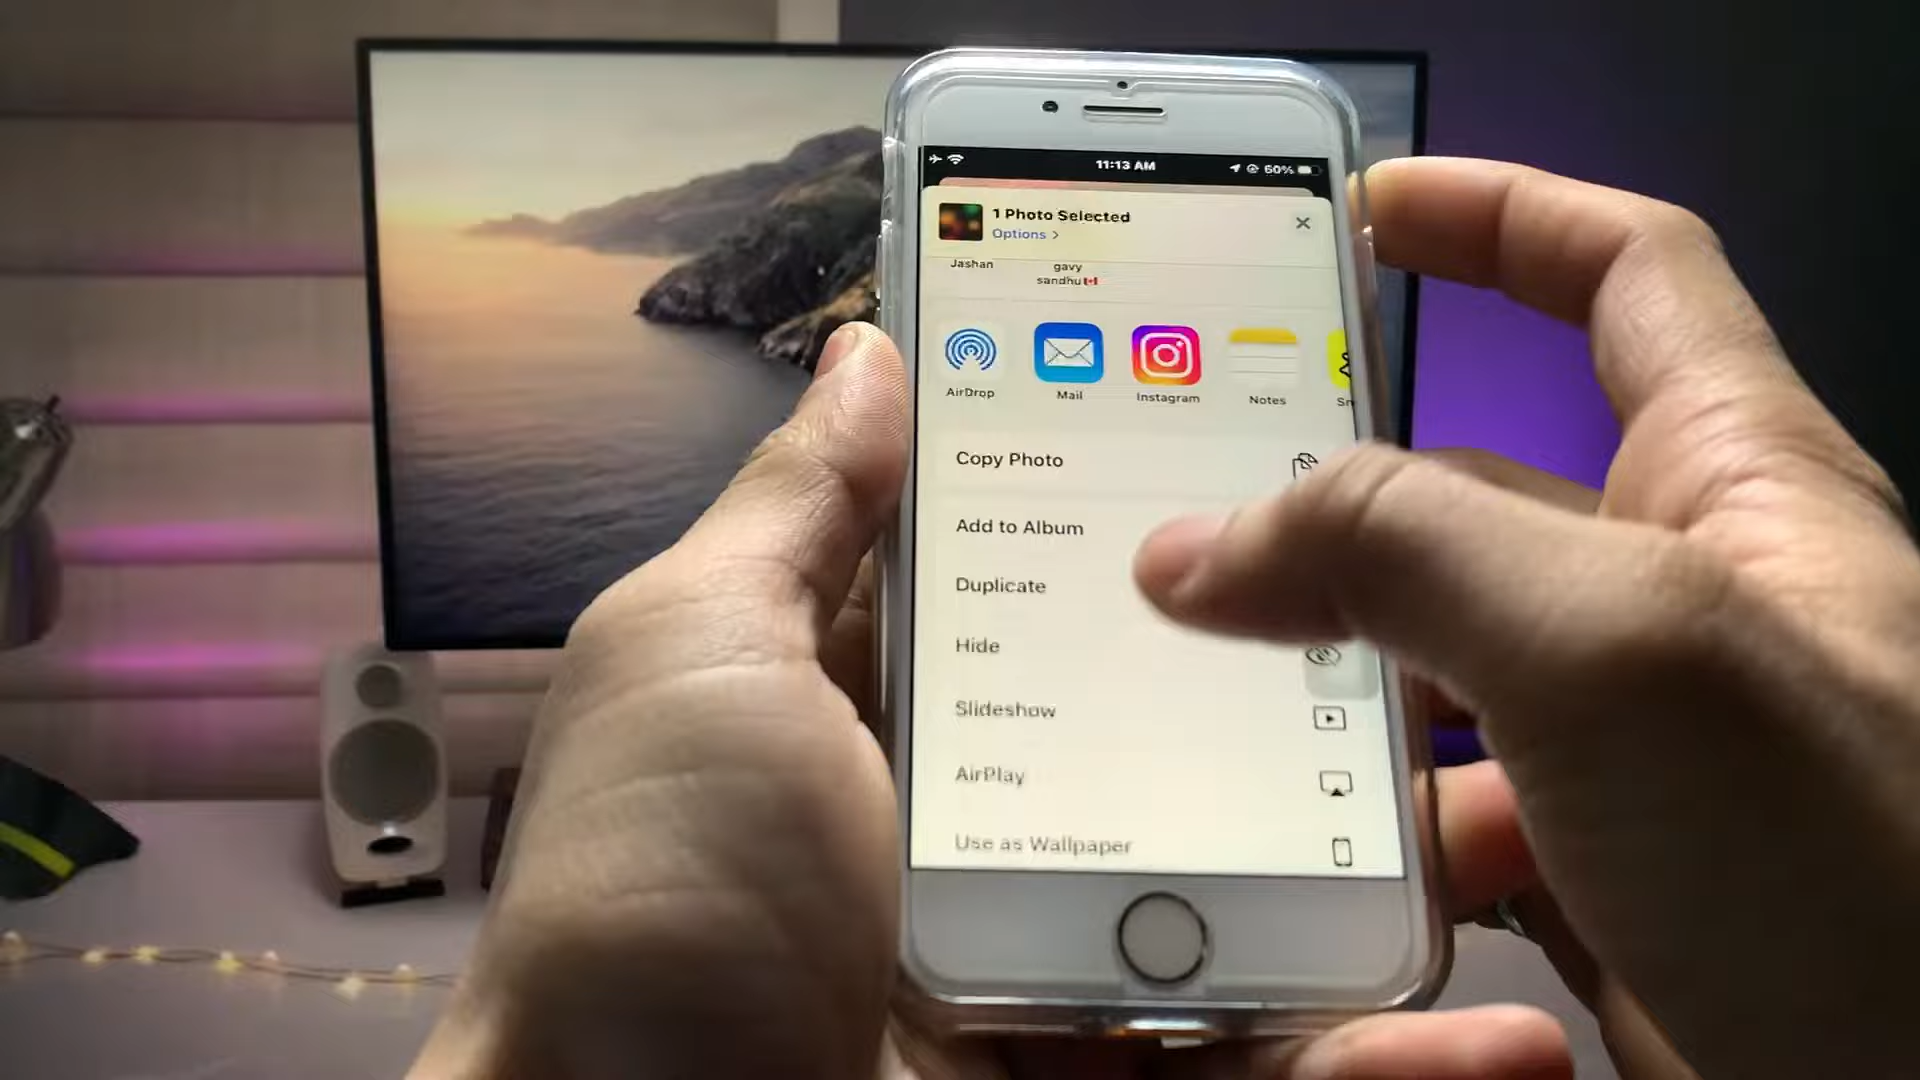 11:13 AM
60%
1 Photo Selected
Options >
Jashan
gavy
sandhu🇨🇦
AirDrop
Mail
Instagram
Notes
Sn
Copy Photo
Add to Album
Duplicate
Hide
Slideshow
AirPlay
Use as Wallpaper